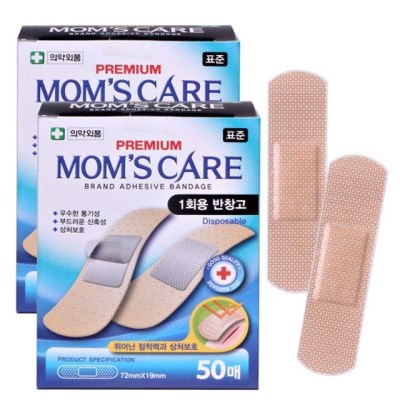 의약외품
표준
PREMIUM
MOM'S CARE
의약외품
표준
PREMIUM
MOM'S CARE
BRAND ADHESIVE BANDAGE
1회용 반창고
Disposable
• 우수한 통기성
• 부드러운 신축성
• 상처보호
GOOD QUALITY
뛰어난 점착력과 상처보호
PRODUCT SPECIFICATION
72mmX19mm
50매